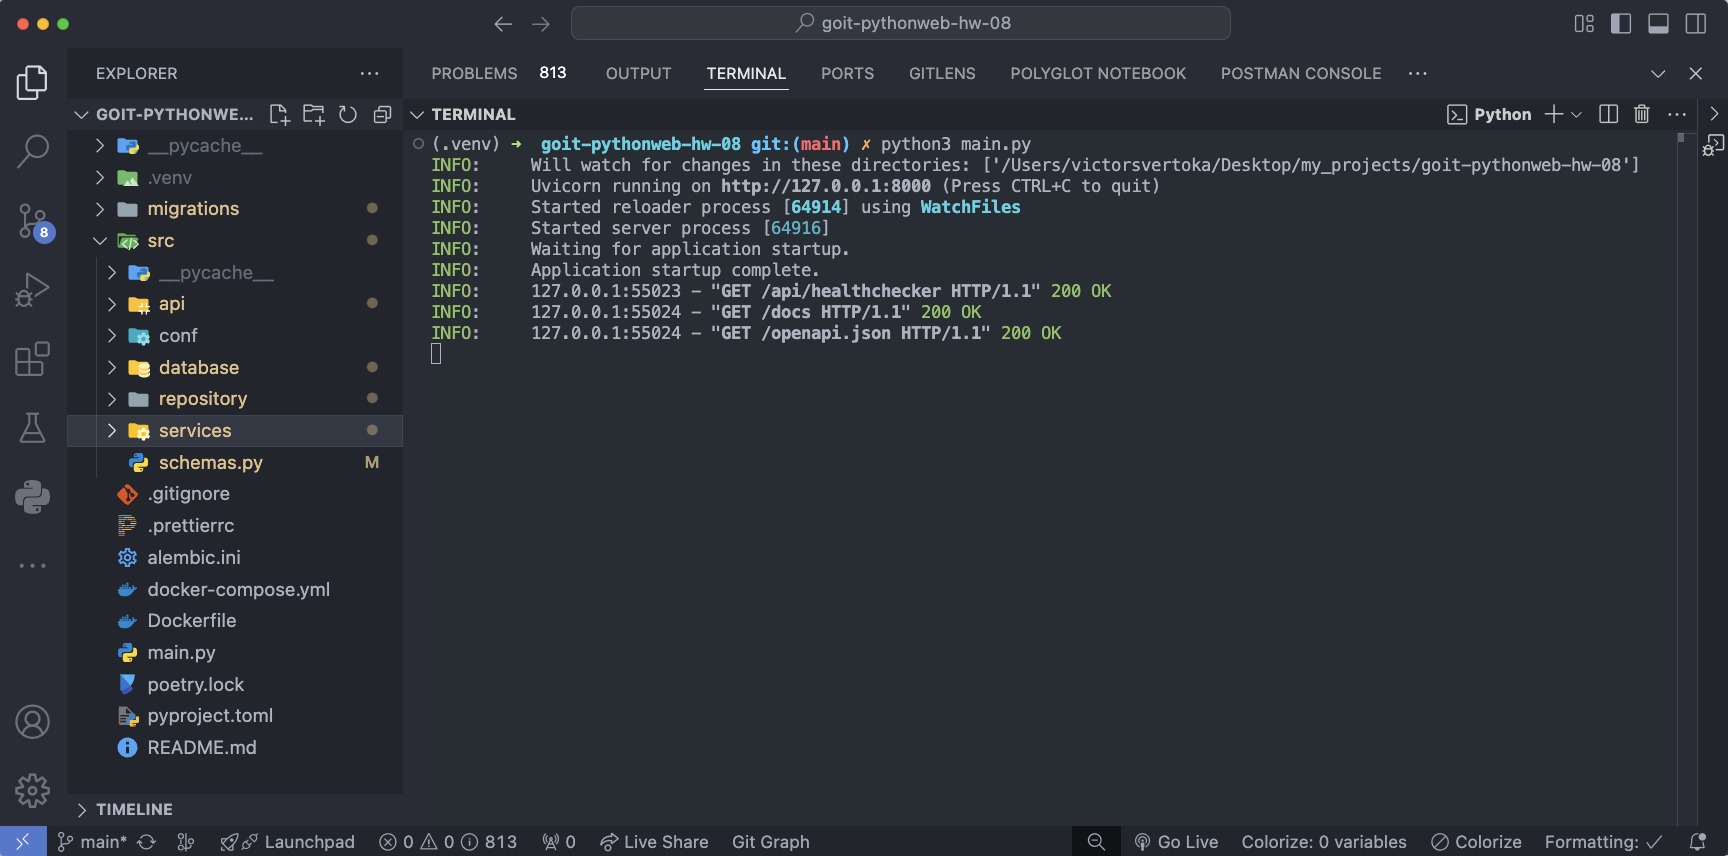 goit-pythonweb-hw-08
EXPLORER
PROBLEMS 813 OUTPUT TERMINAL PORTS GITLENS POLYGLOT NOTEBOOK POSTMAN CONSOLE
GOIT-PYTHONWE...
__pycache__
.venv
migrations
src
__pycache__
api
conf
database
repository
services
schemas.py M
.gitignore
.prettierrc
alembic.ini
docker-compose.yml
Dockerfile
main.py
poetry.lock
pyproject.toml
README.md
TIMELINE
8
TERMINAL
Python
(.venv) ➜ goit-pythonweb-hw-08 git:(main) ✗ python3 main.py
INFO: Will watch for changes in these directories: ['/Users/victorsvertoka/Desktop/my_projects/goit-pythonweb-hw-08']
INFO: Uvicorn running on http://127.0.0.1:8000 (Press CTRL+C to quit)
INFO: Started reloader process [64914] using WatchFiles
INFO: Started server process [64916]
INFO: Waiting for application startup.
INFO: Application startup complete.
INFO: 127.0.0.1:55023 - "GET /api/healthchecker HTTP/1.1" 200 OK
INFO: 127.0.0.1:55024 - "GET /docs HTTP/1.1" 200 OK
INFO: 127.0.0.1:55024 - "GET /openapi.json HTTP/1.1" 200 OK
main* Launchpad 0 0 813 0 Live Share Git Graph Go Live Colorize: 0 variables Colorize Formatting: ✓